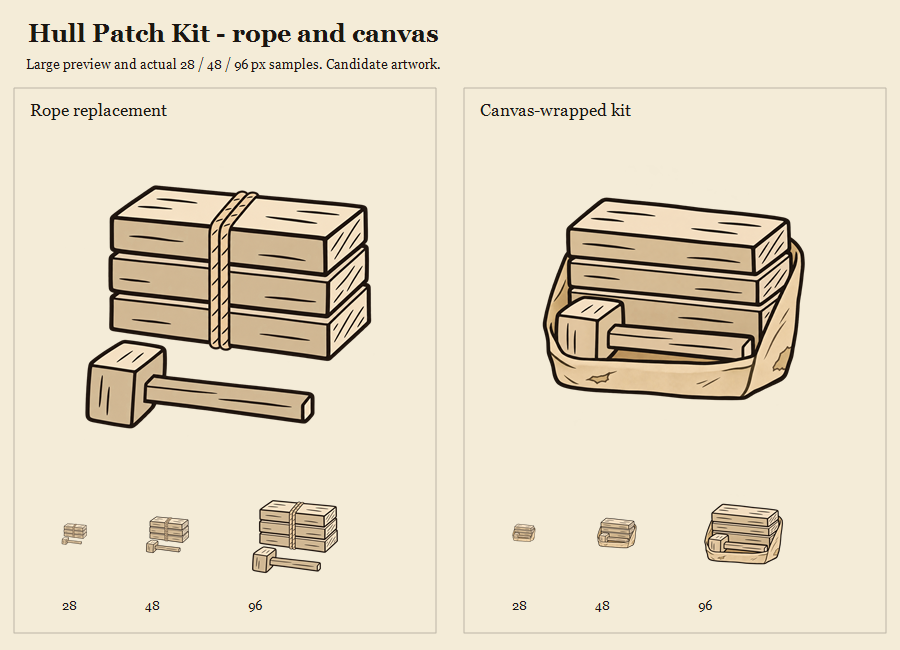 Hull Patch Kit - rope and canvas
Large preview and actual 28 / 48 / 96 px samples. Candidate artwork.
Rope replacement
Canvas-wrapped kit
28 48 96
28 48 96